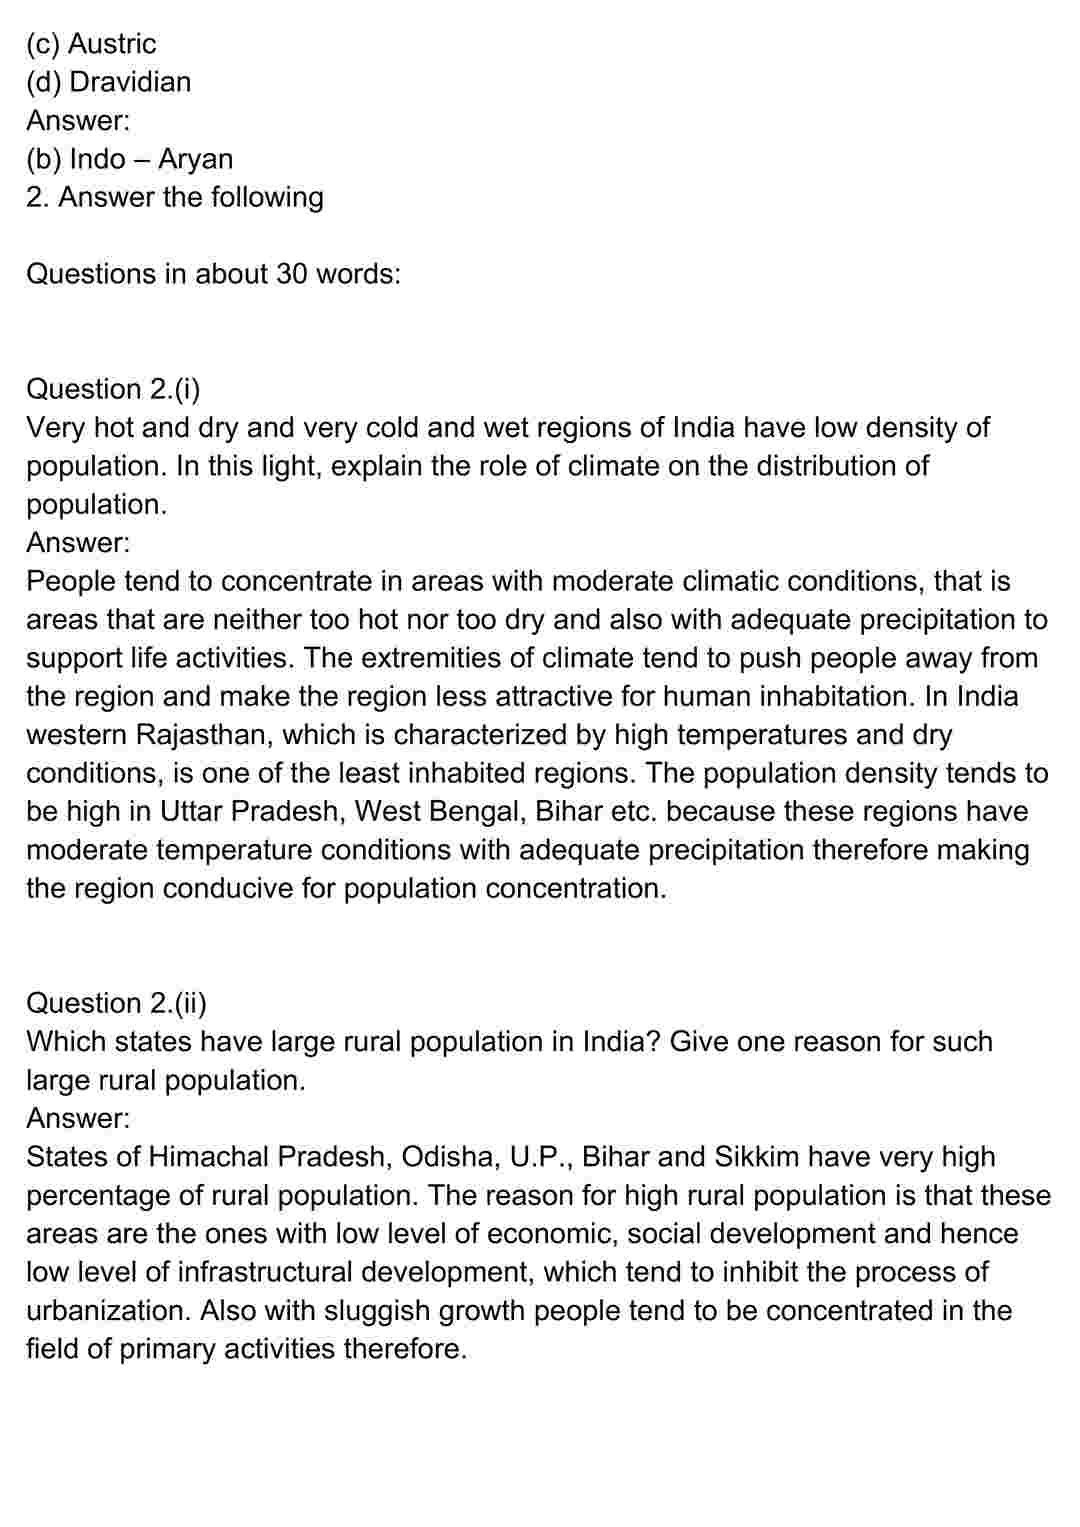 (c) Austric
(d) Dravidian
Answer:
(b) Indo – Aryan
2. Answer the following
Questions in about 30 words:
Question 2.(i)
Very hot and dry and very cold and wet regions of India have low density of
population. In this light, explain the role of climate on the distribution of
population.
Answer:
People tend to concentrate in areas with moderate climatic conditions, that is
areas that are neither too hot nor too dry and also with adequate precipitation to
support life activities. The extremities of climate tend to push people away from
the region and make the region less attractive for human inhabitation. In India
western Rajasthan, which is characterized by high temperatures and dry
conditions, is one of the least inhabited regions. The population density tends to
be high in Uttar Pradesh, West Bengal, Bihar etc. because these regions have
moderate temperature conditions with adequate precipitation therefore making
the region conducive for population concentration.
Question 2.(ii)
Which states have large rural population in India? Give one reason for such
large rural population.
Answer:
States of Himachal Pradesh, Odisha, U.P., Bihar and Sikkim have very high
percentage of rural population. The reason for high rural population is that these
areas are the ones with low level of economic, social development and hence
low level of infrastructural development, which tend to inhibit the process of
urbanization. Also with sluggish growth people tend to be concentrated in the
field of primary activities therefore.